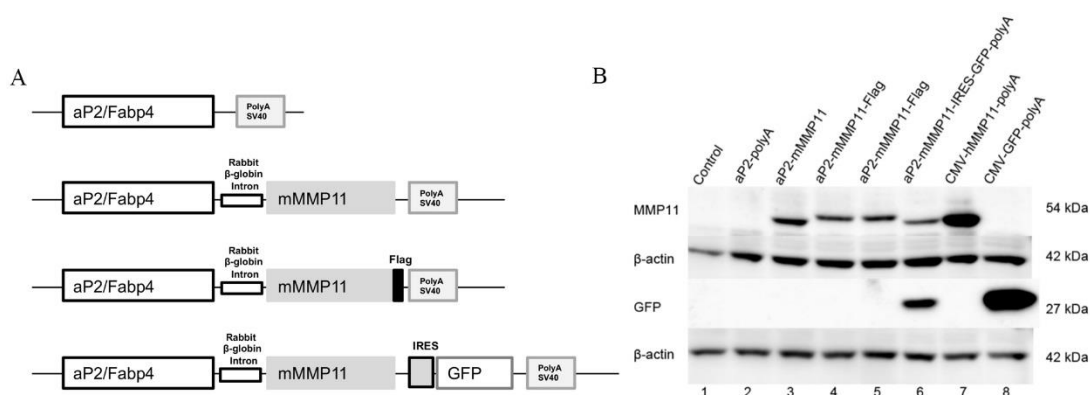 A
aP2/Fabp4
PolyA
SV40
Rabbit
β-globin
Intron
aP2/Fabp4
mMMP11
PolyA
SV40
Rabbit
β-globin
Intron
Flag
aP2/Fabp4
mMMP11
PolyA
SV40
Rabbit
β-globin
Intron
IRES
aP2/Fabp4
mMMP11
GFP
PolyA
SV40
B
Control
aP2-polyA
aP2-mMMP11
aP2-mMMP11-Flag
aP2-mMMP11-Flag
aP2-mMMP11-IRES-GFP-polyA
CMV-hMMP11-polyA
CMV-GFP-polyA
MMP11 54 kDa
β-actin 42 kDa
GFP 27 kDa
β-actin 42 kDa
1 2 3 4 5 6 7 8